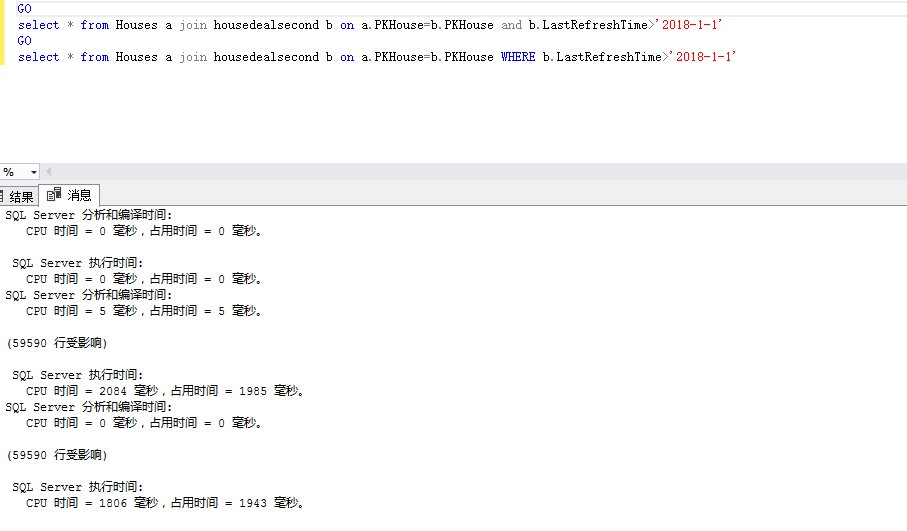 GO
select * from Houses a join housedealsecond b on a.PKHouse=b.PKHouse and b.LastRefreshTime>'2018-1-1'
GO
select * from Houses a join housedealsecond b on a.PKHouse=b.PKHouse WHERE b.LastRefreshTime>'2018-1-1'
%
结果 消息
SQL Server 分析和编译时间:
CPU 时间 = 0 毫秒，占用时间 = 0 毫秒。
SQL Server 执行时间:
CPU 时间 = 0 毫秒，占用时间 = 0 毫秒。
SQL Server 分析和编译时间:
CPU 时间 = 5 毫秒，占用时间 = 5 毫秒。
(59590 行受影响)
SQL Server 执行时间:
CPU 时间 = 2084 毫秒，占用时间 = 1985 毫秒。
SQL Server 分析和编译时间:
CPU 时间 = 0 毫秒，占用时间 = 0 毫秒。
(59590 行受影响)
SQL Server 执行时间:
CPU 时间 = 1806 毫秒，占用时间 = 1943 毫秒。